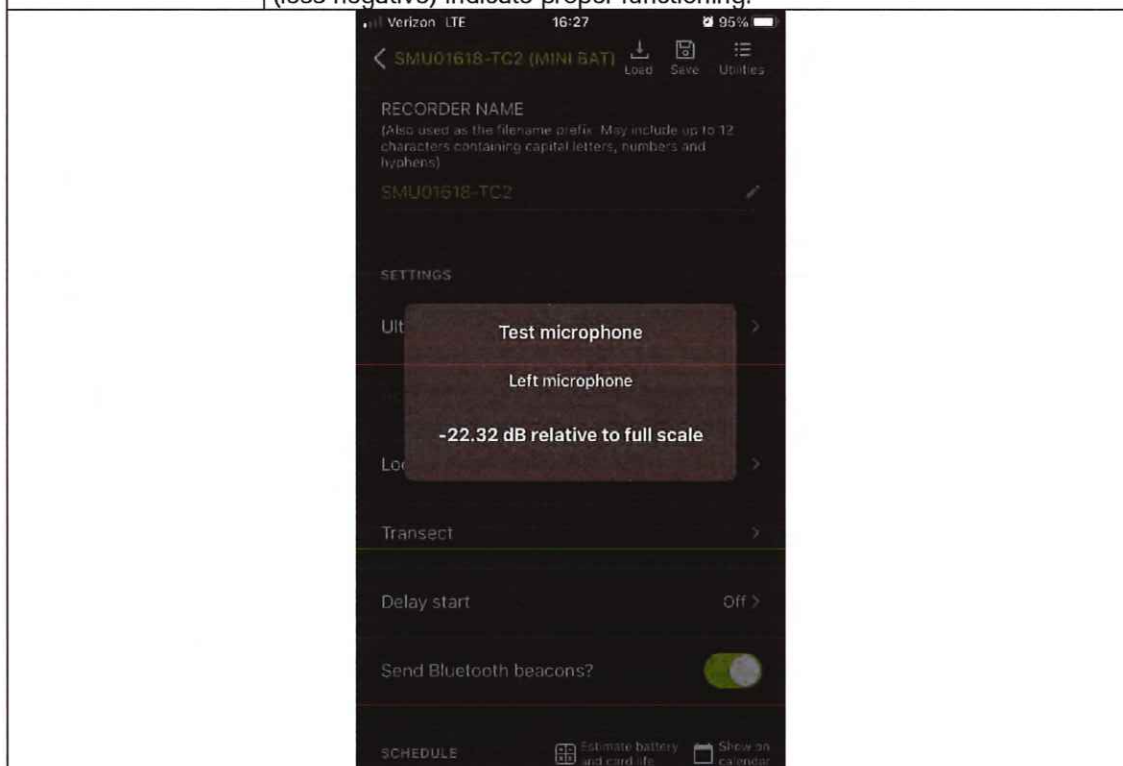 (less negative) indicate proper functioning.
Verizon LTE 16:27 95%
SMU01618-TC2 (MINI BAT) Load Save Utilities
RECORDER NAME
(Also used as the filename prefix. May include up to 12
characters containing capital letters, numbers and
hyphens)
SMU01618-TC2
SETTINGS
Ult
Test microphone
Left microphone
-22.32 dB relative to full scale
Loc
Transect
Delay start Off
Send Bluetooth beacons?
SCHEDULE Estimate battery and card life Show on calendar